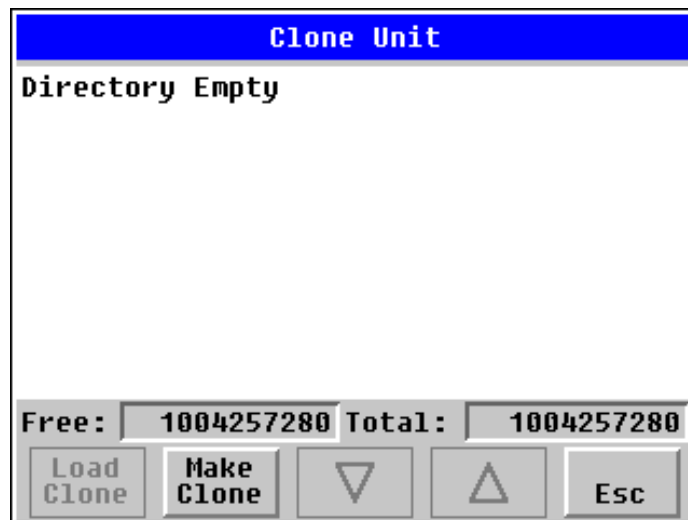 Clone Unit
Directory Empty
Free: 1004257280 Total: 1004257280
Load Clone
Make Clone
Esc